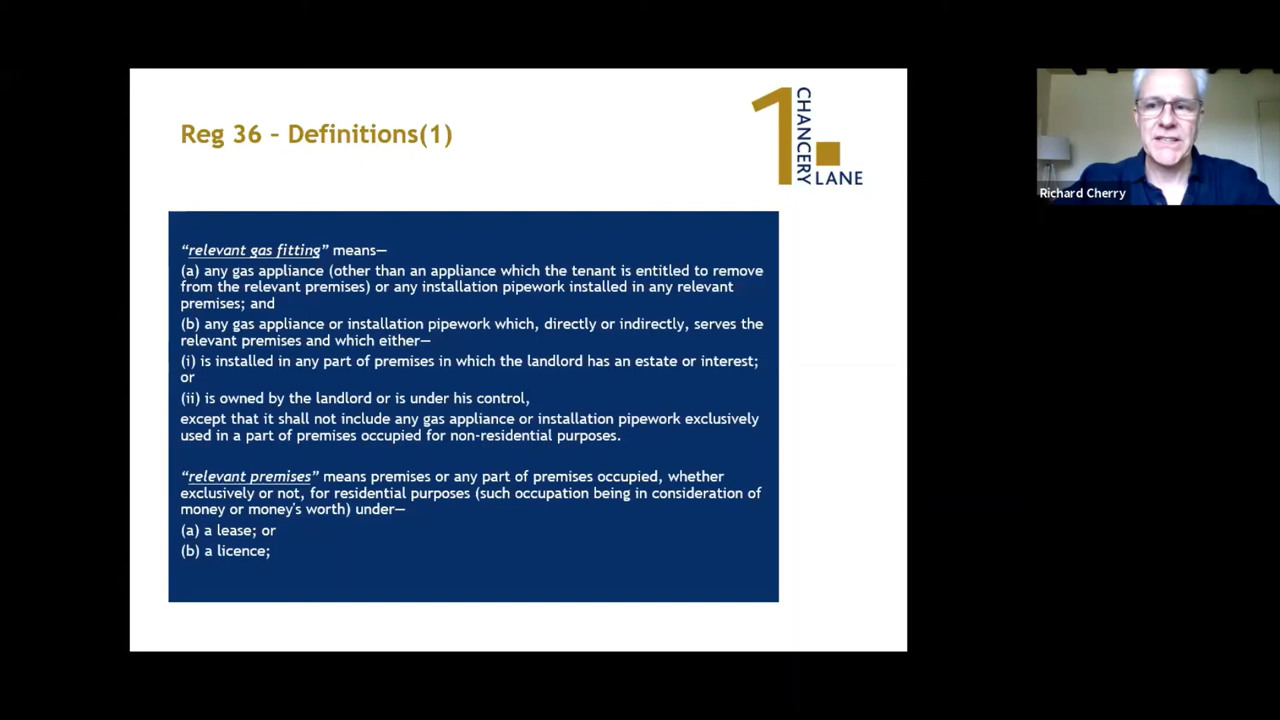 Reg 36 – Definitions(1)
1
CHANCERY
LANE
“relevant gas fitting” means—
(a) any gas appliance (other than an appliance which the tenant is entitled to remove
from the relevant premises) or any installation pipework installed in any relevant
premises; and
(b) any gas appliance or installation pipework which, directly or indirectly, serves the
relevant premises and which either—
(i) is installed in any part of premises in which the landlord has an estate or interest;
or
(ii) is owned by the landlord or is under his control,
except that it shall not include any gas appliance or installation pipework exclusively
used in a part of premises occupied for non-residential purposes.
“relevant premises” means premises or any part of premises occupied, whether
exclusively or not, for residential purposes (such occupation being in consideration of
money or money's worth) under—
(a) a lease; or
(b) a licence;
Richard Cherry